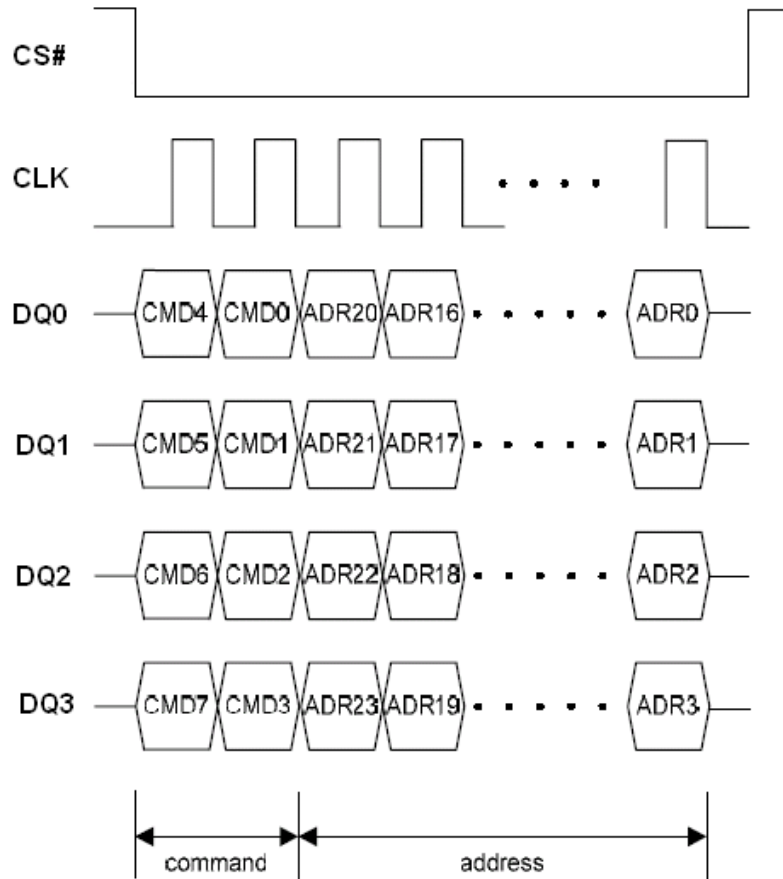 CS#
CLK
DQ0 CMD4 CMD0 ADR20 ADR16 ADR0
DQ1 CMD5 CMD1 ADR21 ADR17 ADR1
DQ2 CMD6 CMD2 ADR22 ADR18 ADR2
DQ3 CMD7 CMD3 ADR23 ADR19 ADR3
command address